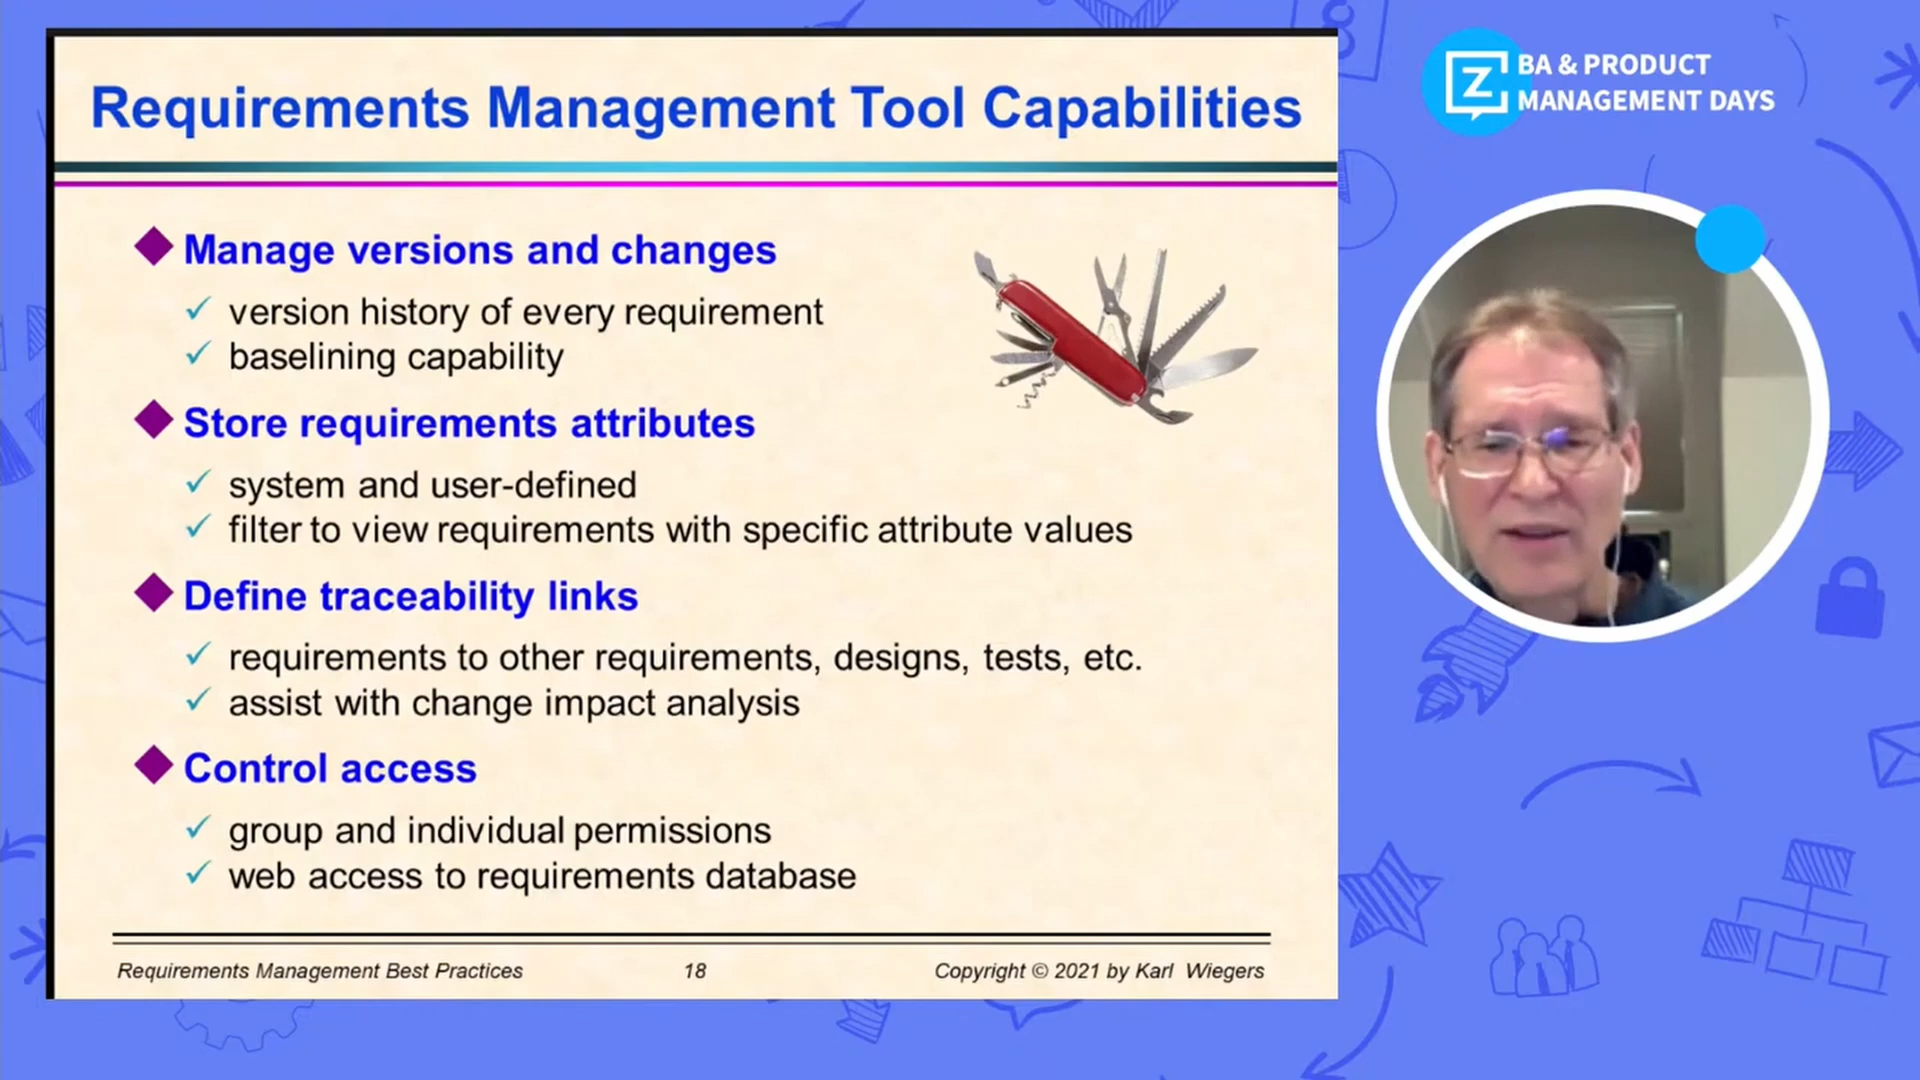 Requirements Management Tool Capabilities
Manage versions and changes
version history of every requirement
baselining capability
Store requirements attributes
system and user-defined
filter to view requirements with specific attribute values
Define traceability links
requirements to other requirements, designs, tests, etc.
assist with change impact analysis
Control access
group and individual permissions
web access to requirements database
Requirements Management Best Practices
18
Copyright © 2021 by Karl Wiegers
Z
BA & PRODUCT
MANAGEMENT DAYS